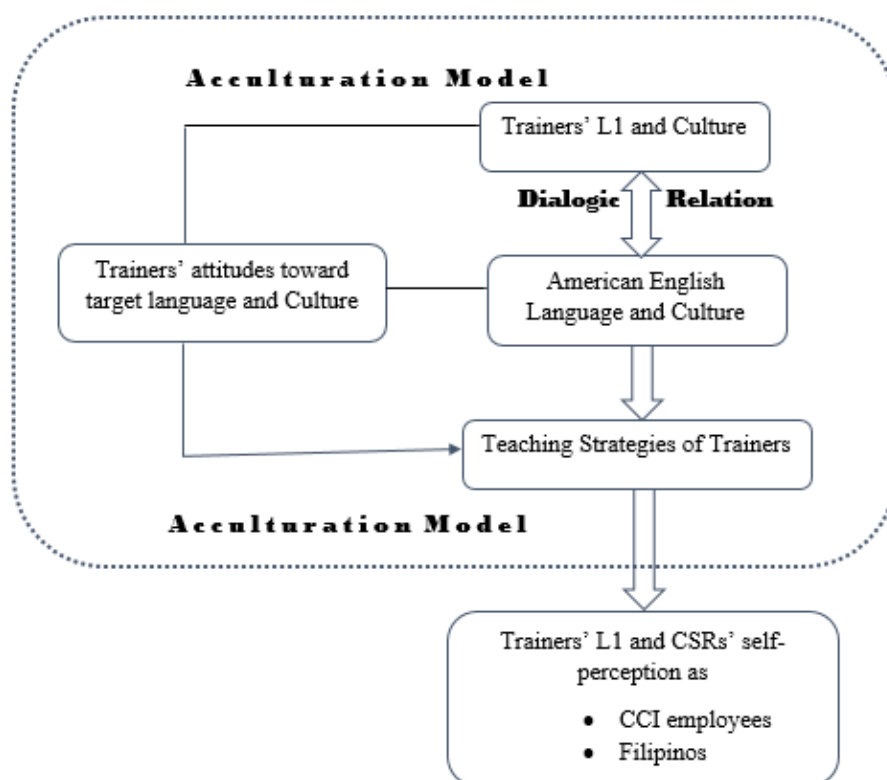 Acculturation Model
Trainers’ L1 and Culture
Dialogic Relation
Trainers’ attitudes toward
target language and Culture
American English
Language and Culture
Teaching Strategies of Trainers
Acculturation Model
Trainers’ L1 and CSRs’ self-
perception as
• CCI employees
• Filipinos